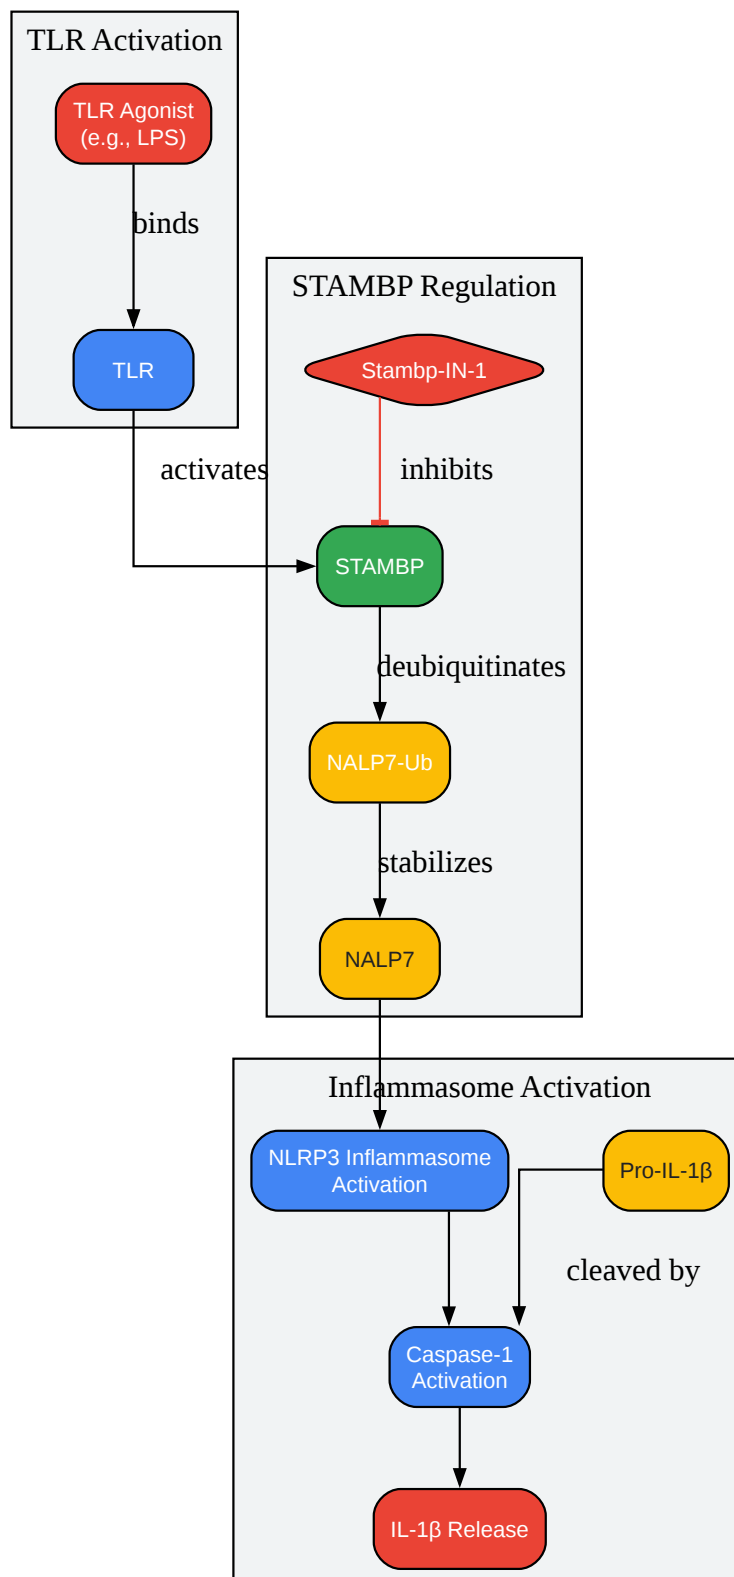 TLR Activation
TLR Agonist
(e.g., LPS)
binds
TLR
activates
STAMBP Regulation
Stambp-IN-1
inhibits
STAMBP
deubiquitinates
NALP7-Ub
stabilizes
NALP7
Inflammasome Activation
NLRP3 Inflammasome
Activation
Pro-IL-1β
cleaved by
Caspase-1
Activation
IL-1β Release